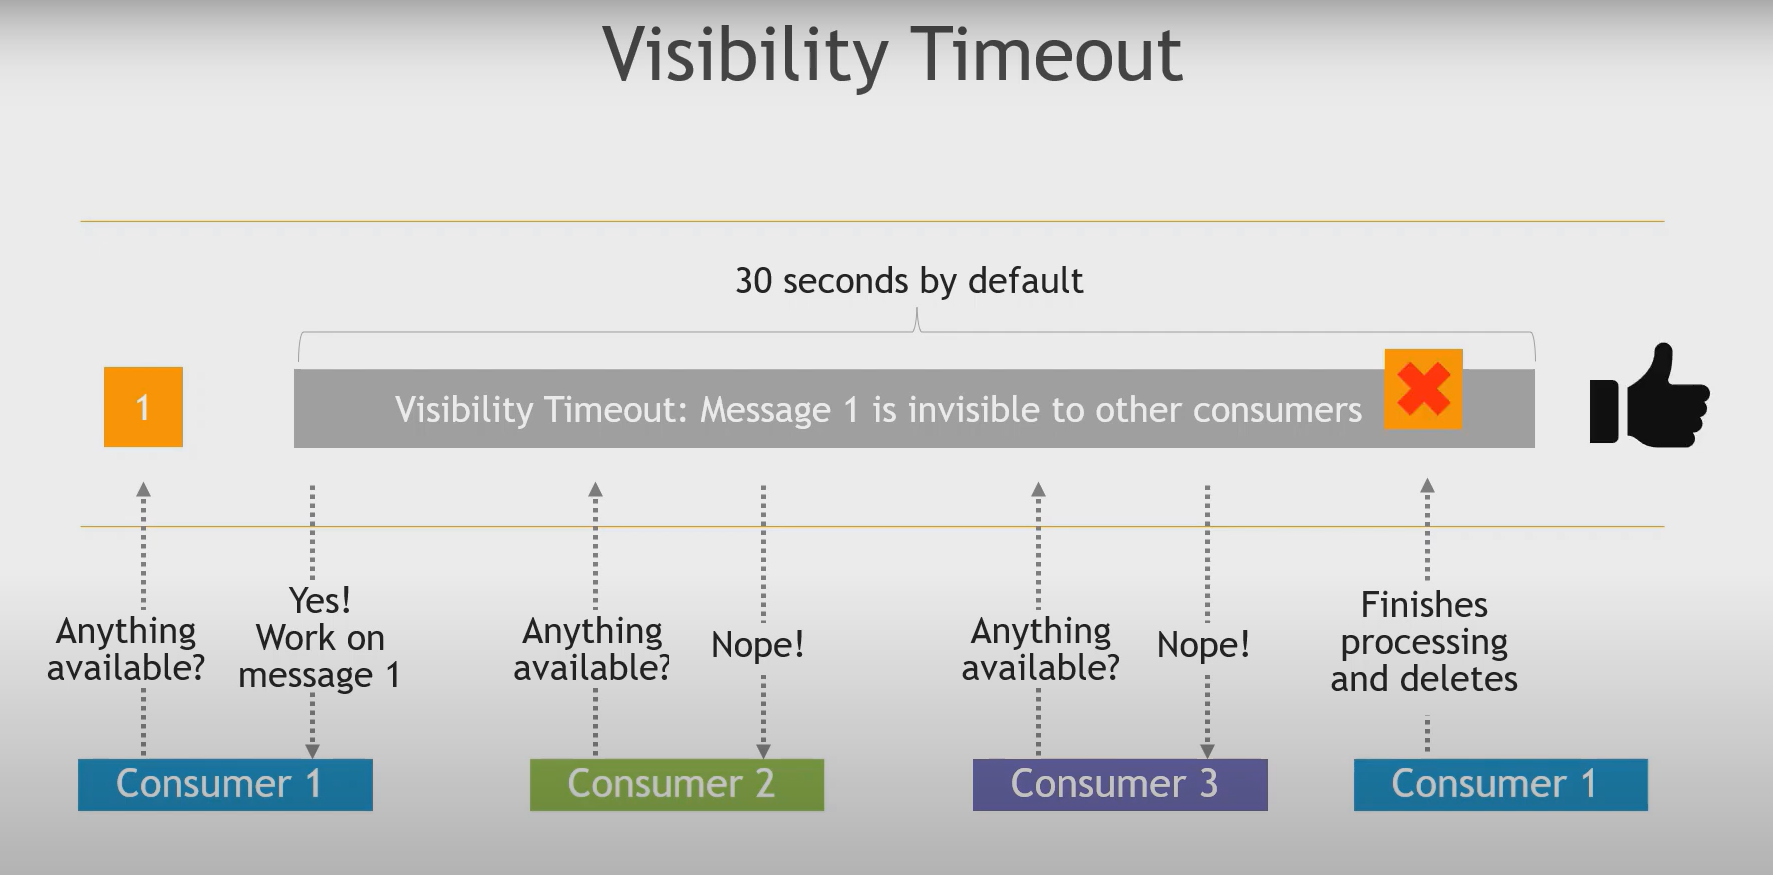 Visibility Timeout
30 seconds by default
1
Visibility Timeout: Message 1 is invisible to other consumers
Anything
available?
Yes!
Work on
message 1
Anything
available?
Nope!
Anything
available?
Nope!
Finishes
processing
and deletes
Consumer 1
Consumer 2
Consumer 3
Consumer 1